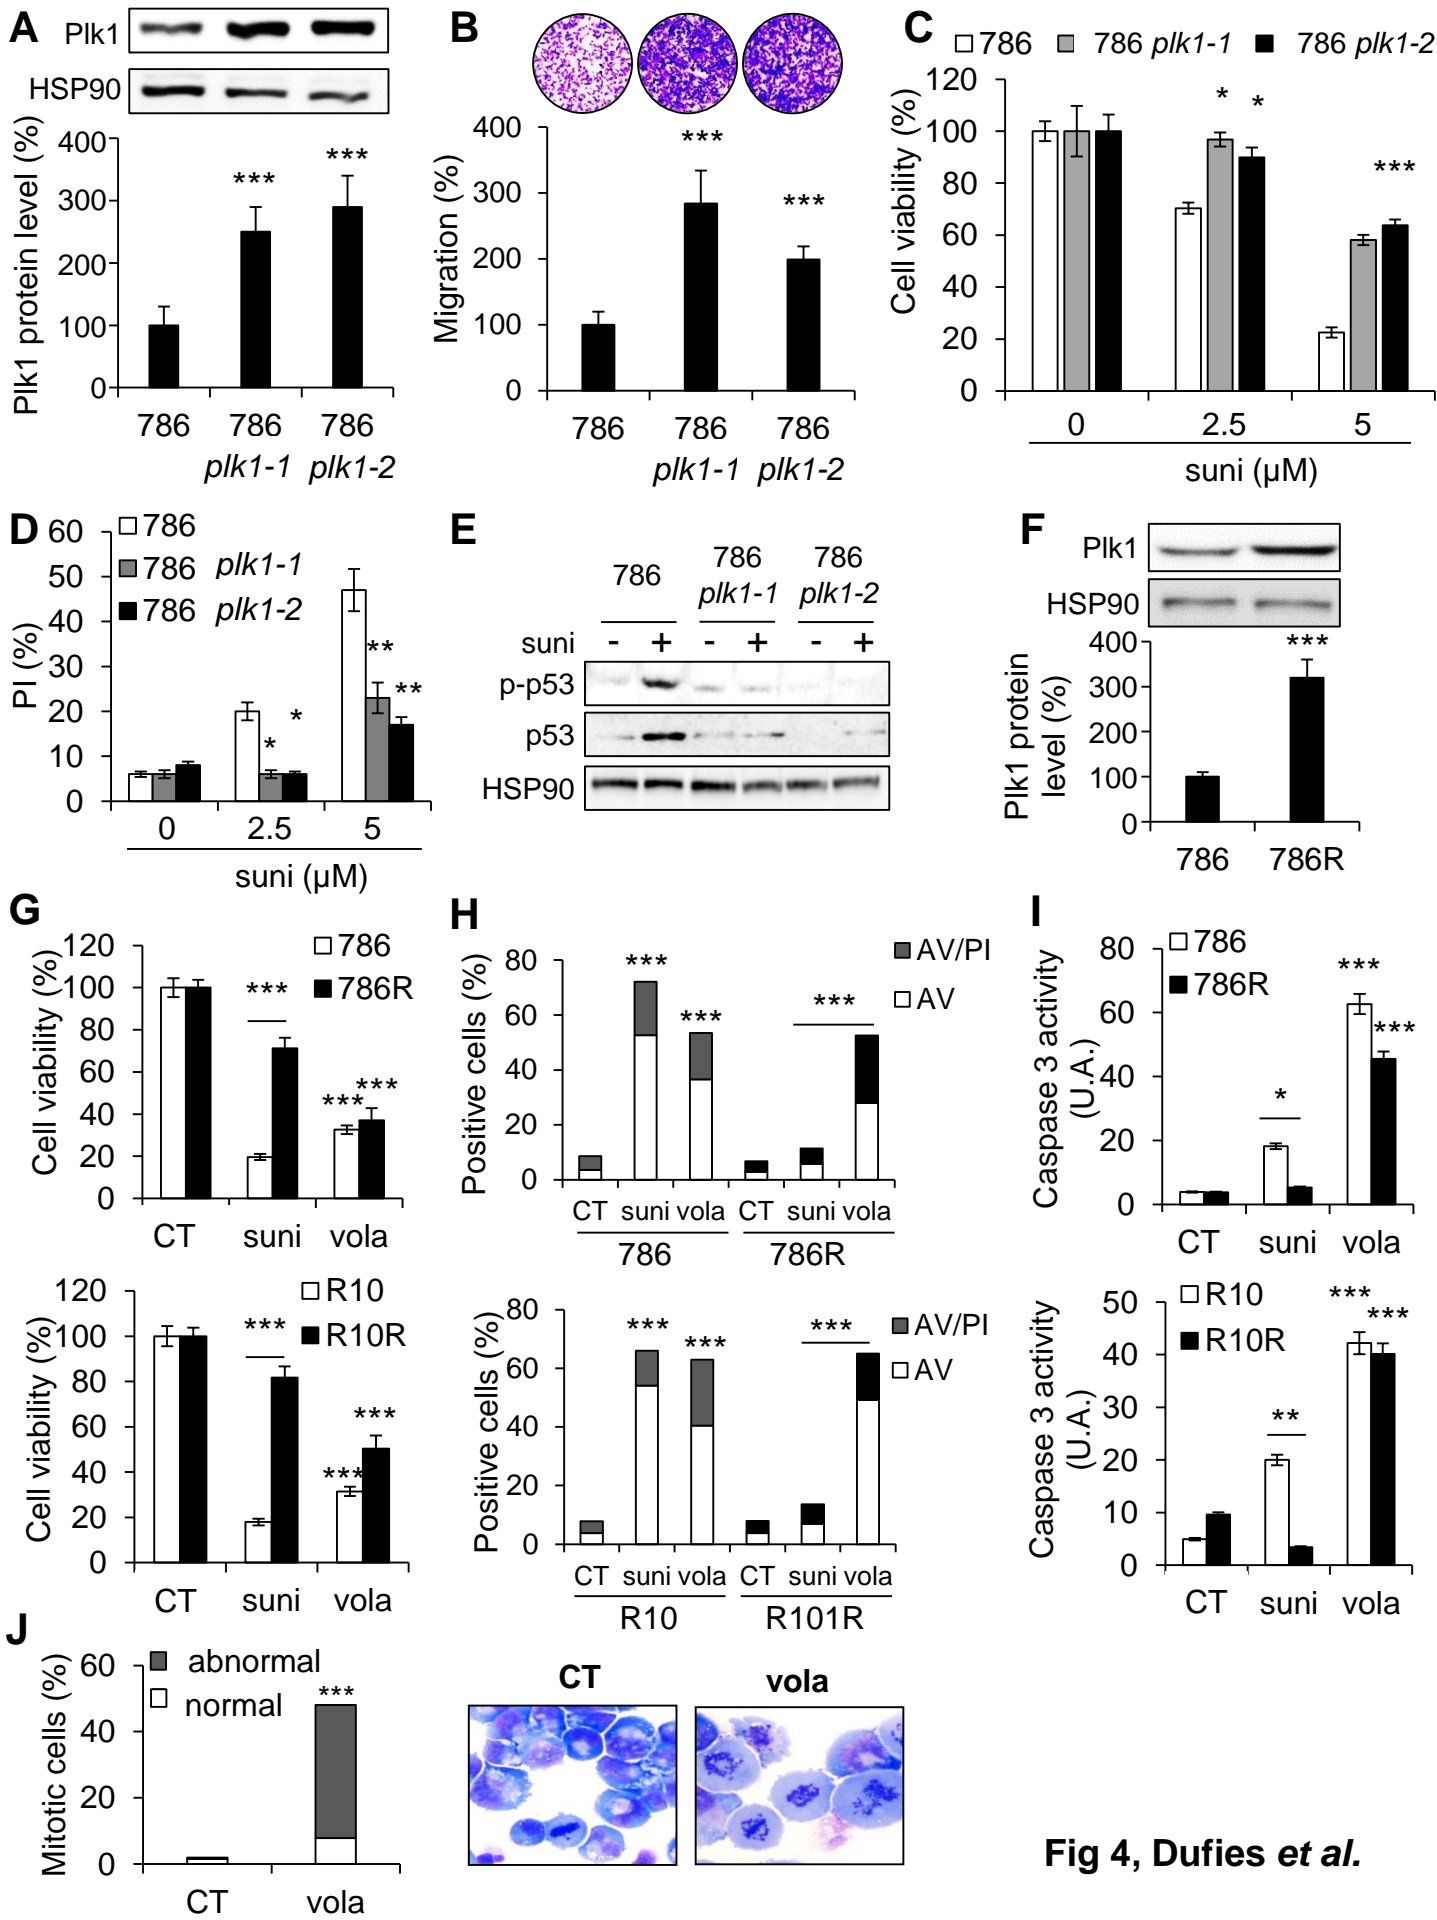 A
Plk1
HSP90
Plk1 protein level (%)
400
300
200
100
0
***
***
786 786 786
plk1-1 plk1-2
B
Migration (%)
400
300
200
100
0
***
***
786 786 786
plk1-1 plk1-2
C
786 786 plk1-1 786 plk1-2
Cell viability (%)
120
100
80
60
40
20
0
* *
***
0 2.5 5
suni (µM)
D
786
786 plk1-1
786 plk1-2
PI (%)
60
50
40
30
20
10
0
*
*
**
**
0 2.5 5
suni (µM)
E
786 786 plk1-1 786 plk1-2
suni - + - + - +
p-p53
p53
HSP90
F
Plk1
HSP90
Plk1 protein
level (%)
400
300
200
100
0
***
786 786R
G
Cell viability (%)
120
100
80
60
40
20
0
786
786R
***
***
***
CT suni vola
Cell viability (%)
120
100
80
60
40
20
0
R10
R10R
***
***
***
CT suni vola
H
Positive cells (%)
80
60
40
20
0
AV/PI
AV
***
***
***
CT suni vola CT suni vola
786 786R
Positive cells (%)
80
60
40
20
0
AV/PI
AV
***
***
***
CT suni vola CT suni vola
R10 R101R
I
Caspase 3 activity
(U.A.)
80
60
40
20
0
786
786R
*
***
***
CT suni vola
Caspase 3 activity
(U.A.)
50
40
30
20
10
0
R10
R10R
**
***
***
CT suni vola
J
Mitotic cells (%)
60
40
20
0
abnormal
normal
***
CT vola
CT vola
Fig 4, Dufies et al.